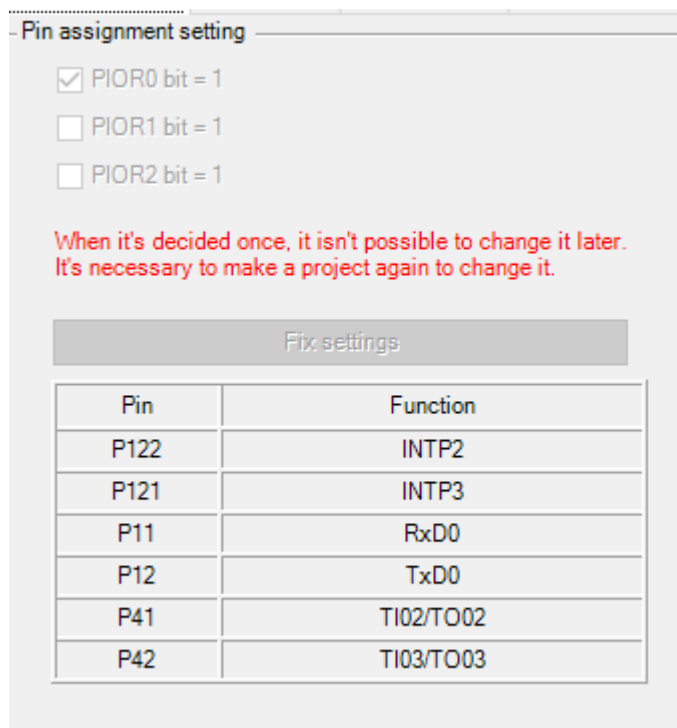 Pin assignment setting
PIOR0 bit = 1
PIOR1 bit = 1
PIOR2 bit = 1
When it's decided once, it isn't possible to change it later.
It's necessary to make a project again to change it.
Fix settings
Pin Function
P122 INTP2
P121 INTP3
P11 RxD0
P12 TxD0
P41 TI02/TO02
P42 TI03/TO03